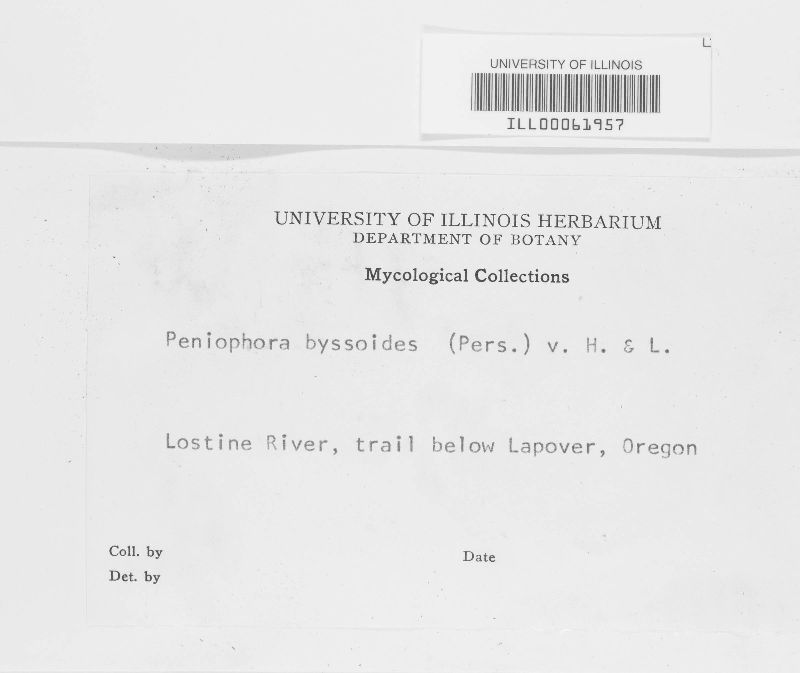 UNIVERSITY OF ILLINOIS
ILL00061957
UNIVERSITY OF ILLINOIS HERBARIUM
DEPARTMENT OF BOTANY
Mycological Collections
Peniophora byssoides (Pers.) v. H. & L.
Lostine River, trail below Lapover, Oregon
Coll. by
Date
Det. by